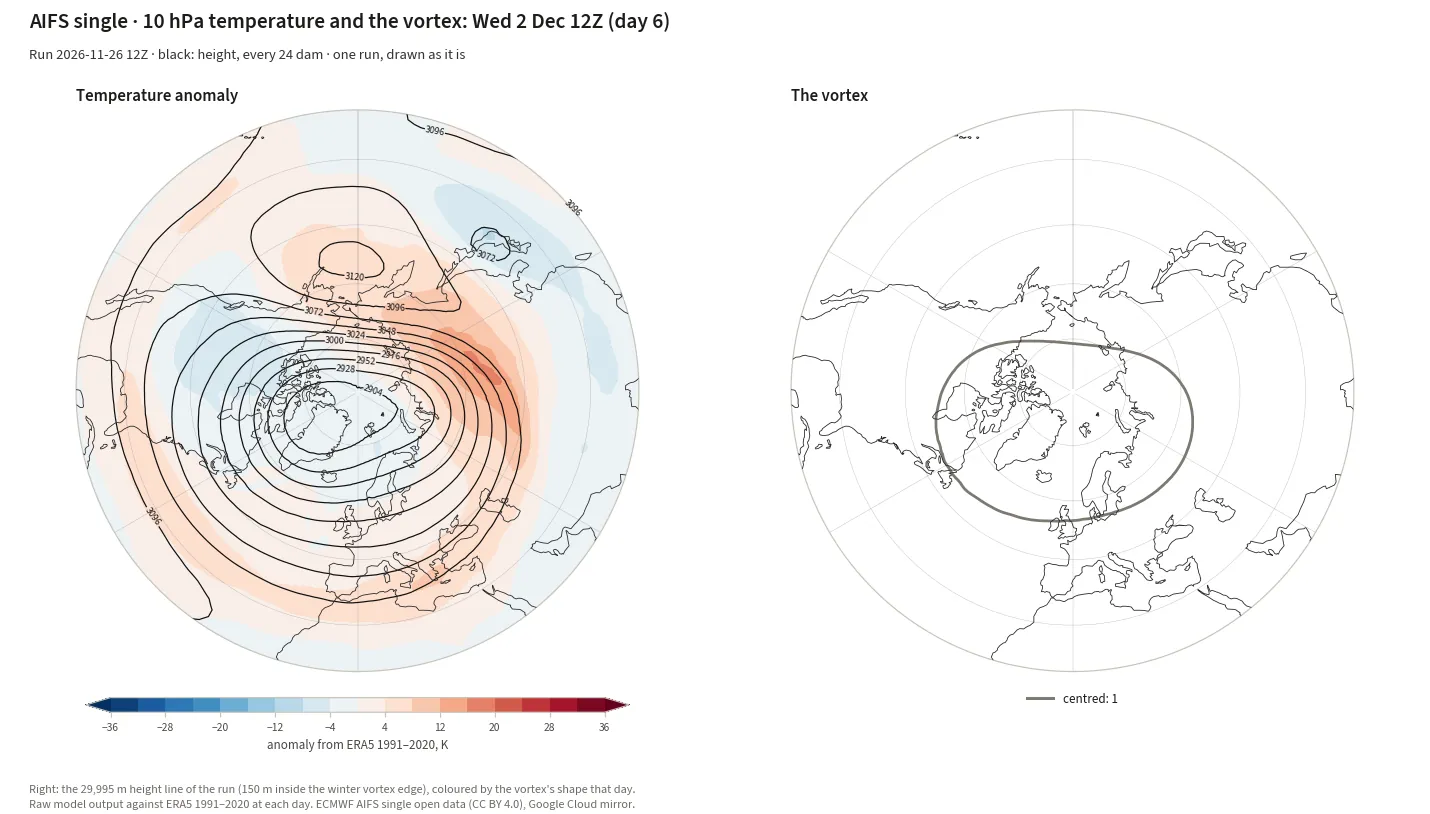 AIFS single · 10 hPa temperature and the vortex: Wed 2 Dec 12Z (day 6)
Run 2026-11-26 12Z · black: height, every 24 dam · one run, drawn as it is
Temperature anomaly
The vortex
3096
3096
3072
3120
3096
3072
3048
3024
3000
2976
2952
2928
2904
3096
centred: 1
−36 −28 −20 −12 −4 4 12 20 28 36
anomaly from ERA5 1991–2020, K
Right: the 29,995 m height line of the run (150 m inside the winter vortex edge), coloured by the vortex's shape that day.
Raw model output against ERA5 1991–2020 at each day. ECMWF AIFS single open data (CC BY 4.0), Google Cloud mirror.